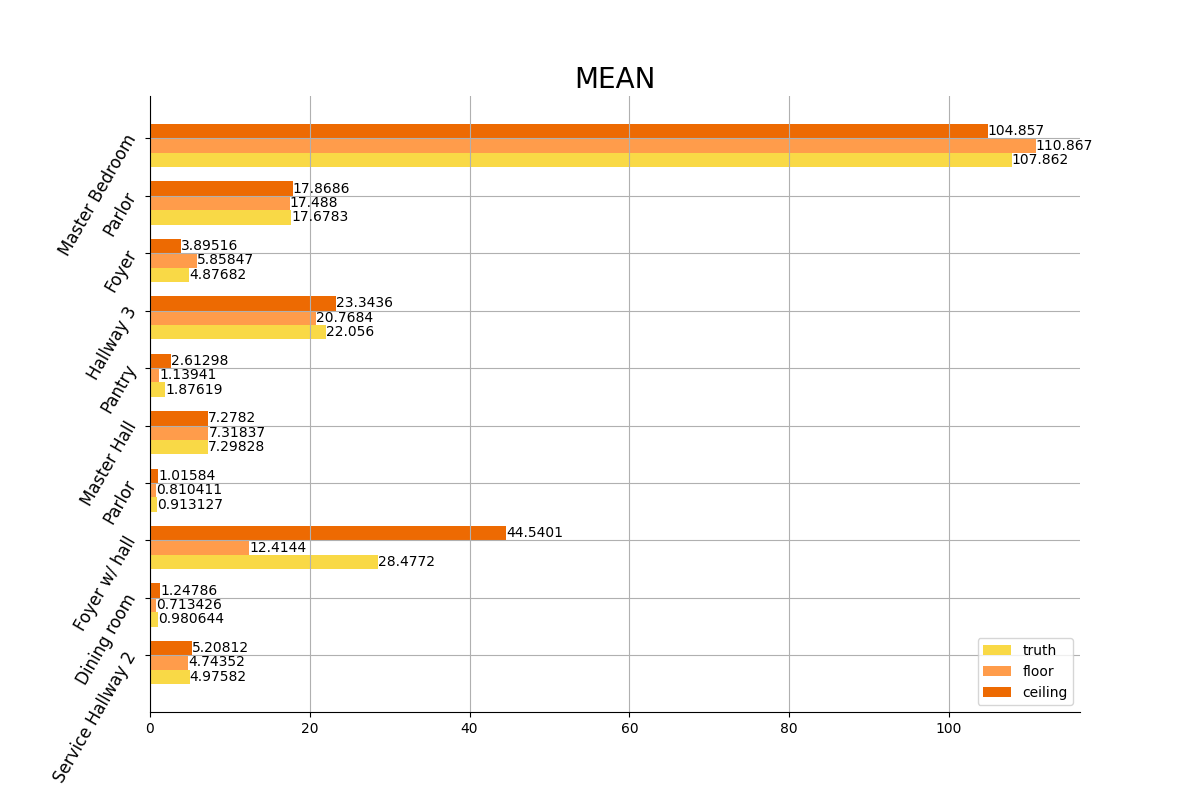 MEAN
Master Bedroom
104.857
110.867
107.862
Parlor
17.8686
17.488
17.6783
Foyer
3.89516
5.85847
4.87682
Hallway 3
23.3436
20.7684
22.056
Pantry
2.61298
1.13941
1.87619
Master Hall
7.2782
7.31837
7.29828
Parlor
1.01584
0.810411
0.913127
Foyer w/ hall
44.5401
12.4144
28.4772
Dining room
1.24786
0.713426
0.980644
Service Hallway 2
5.20812
4.74352
4.97582
truth
floor
ceiling
0 20 40 60 80 100